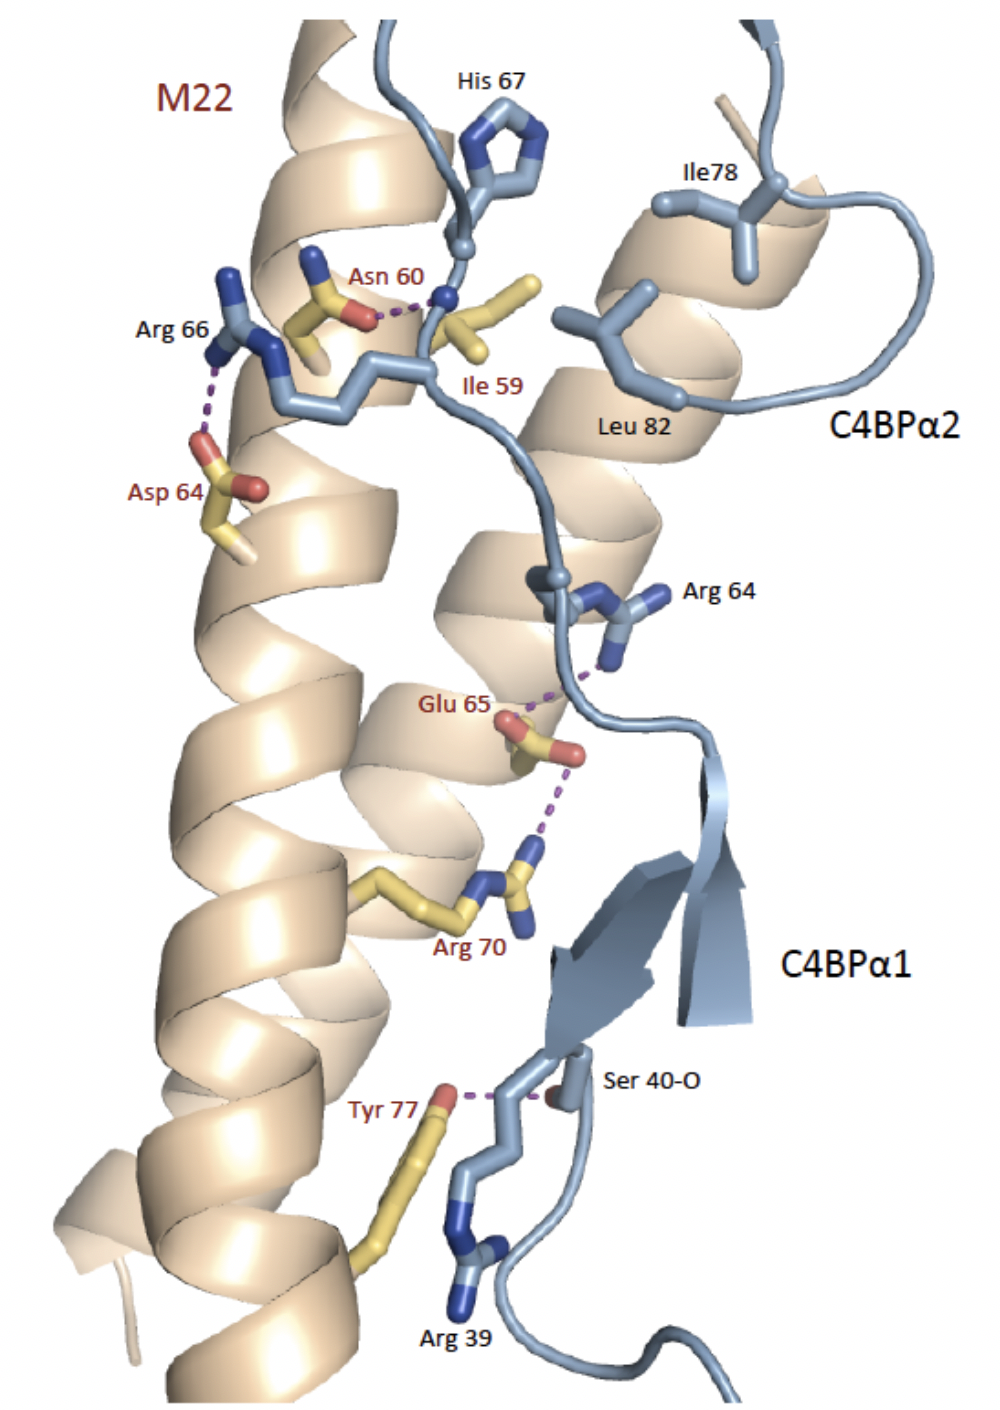 His 67
M22
Ile78
Asn 60
Arg 66
Ile 59
Leu 82
C4BPα2
Asp 64
Arg 64
Glu 65
Arg 70
C4BPα1
Ser 40-O
Tyr 77
Arg 39